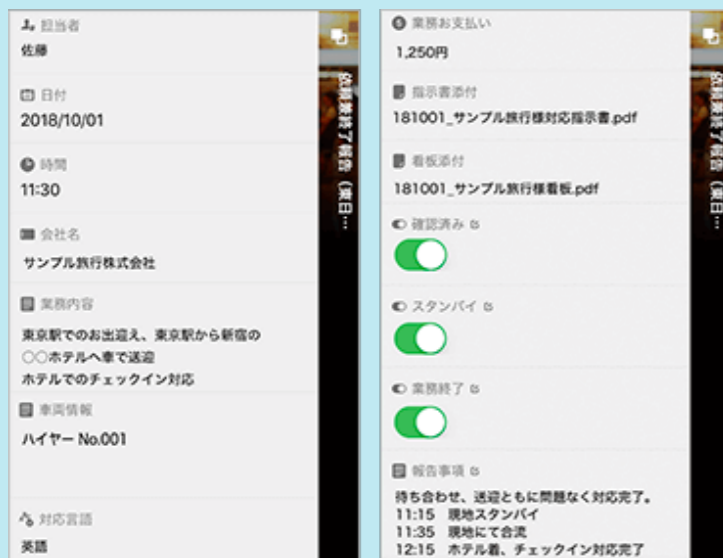 担当者
佐藤
日付
2018/10/01
時間
11:30
会社名
サンプル旅行株式会社
業務内容
東京駅でのお出迎え、東京駅から新宿の
○○ホテルへ車で送迎
ホテルでのチェックイン対応
車両情報
ハイヤー No.001
対応言語
英語
業務お支払い
1,250円
指示書添付
181001_サンプル旅行様対応指示書.pdf
看板添付
181001_サンプル旅行様看板.pdf
確認済み
スタンバイ
業務終了
報告事項
待ち合わせ、送迎ともに問題なく対応完了。
11:15 現地スタンバイ
11:35 現地にて合流
12:15 ホテル着、チェックイン対応完了